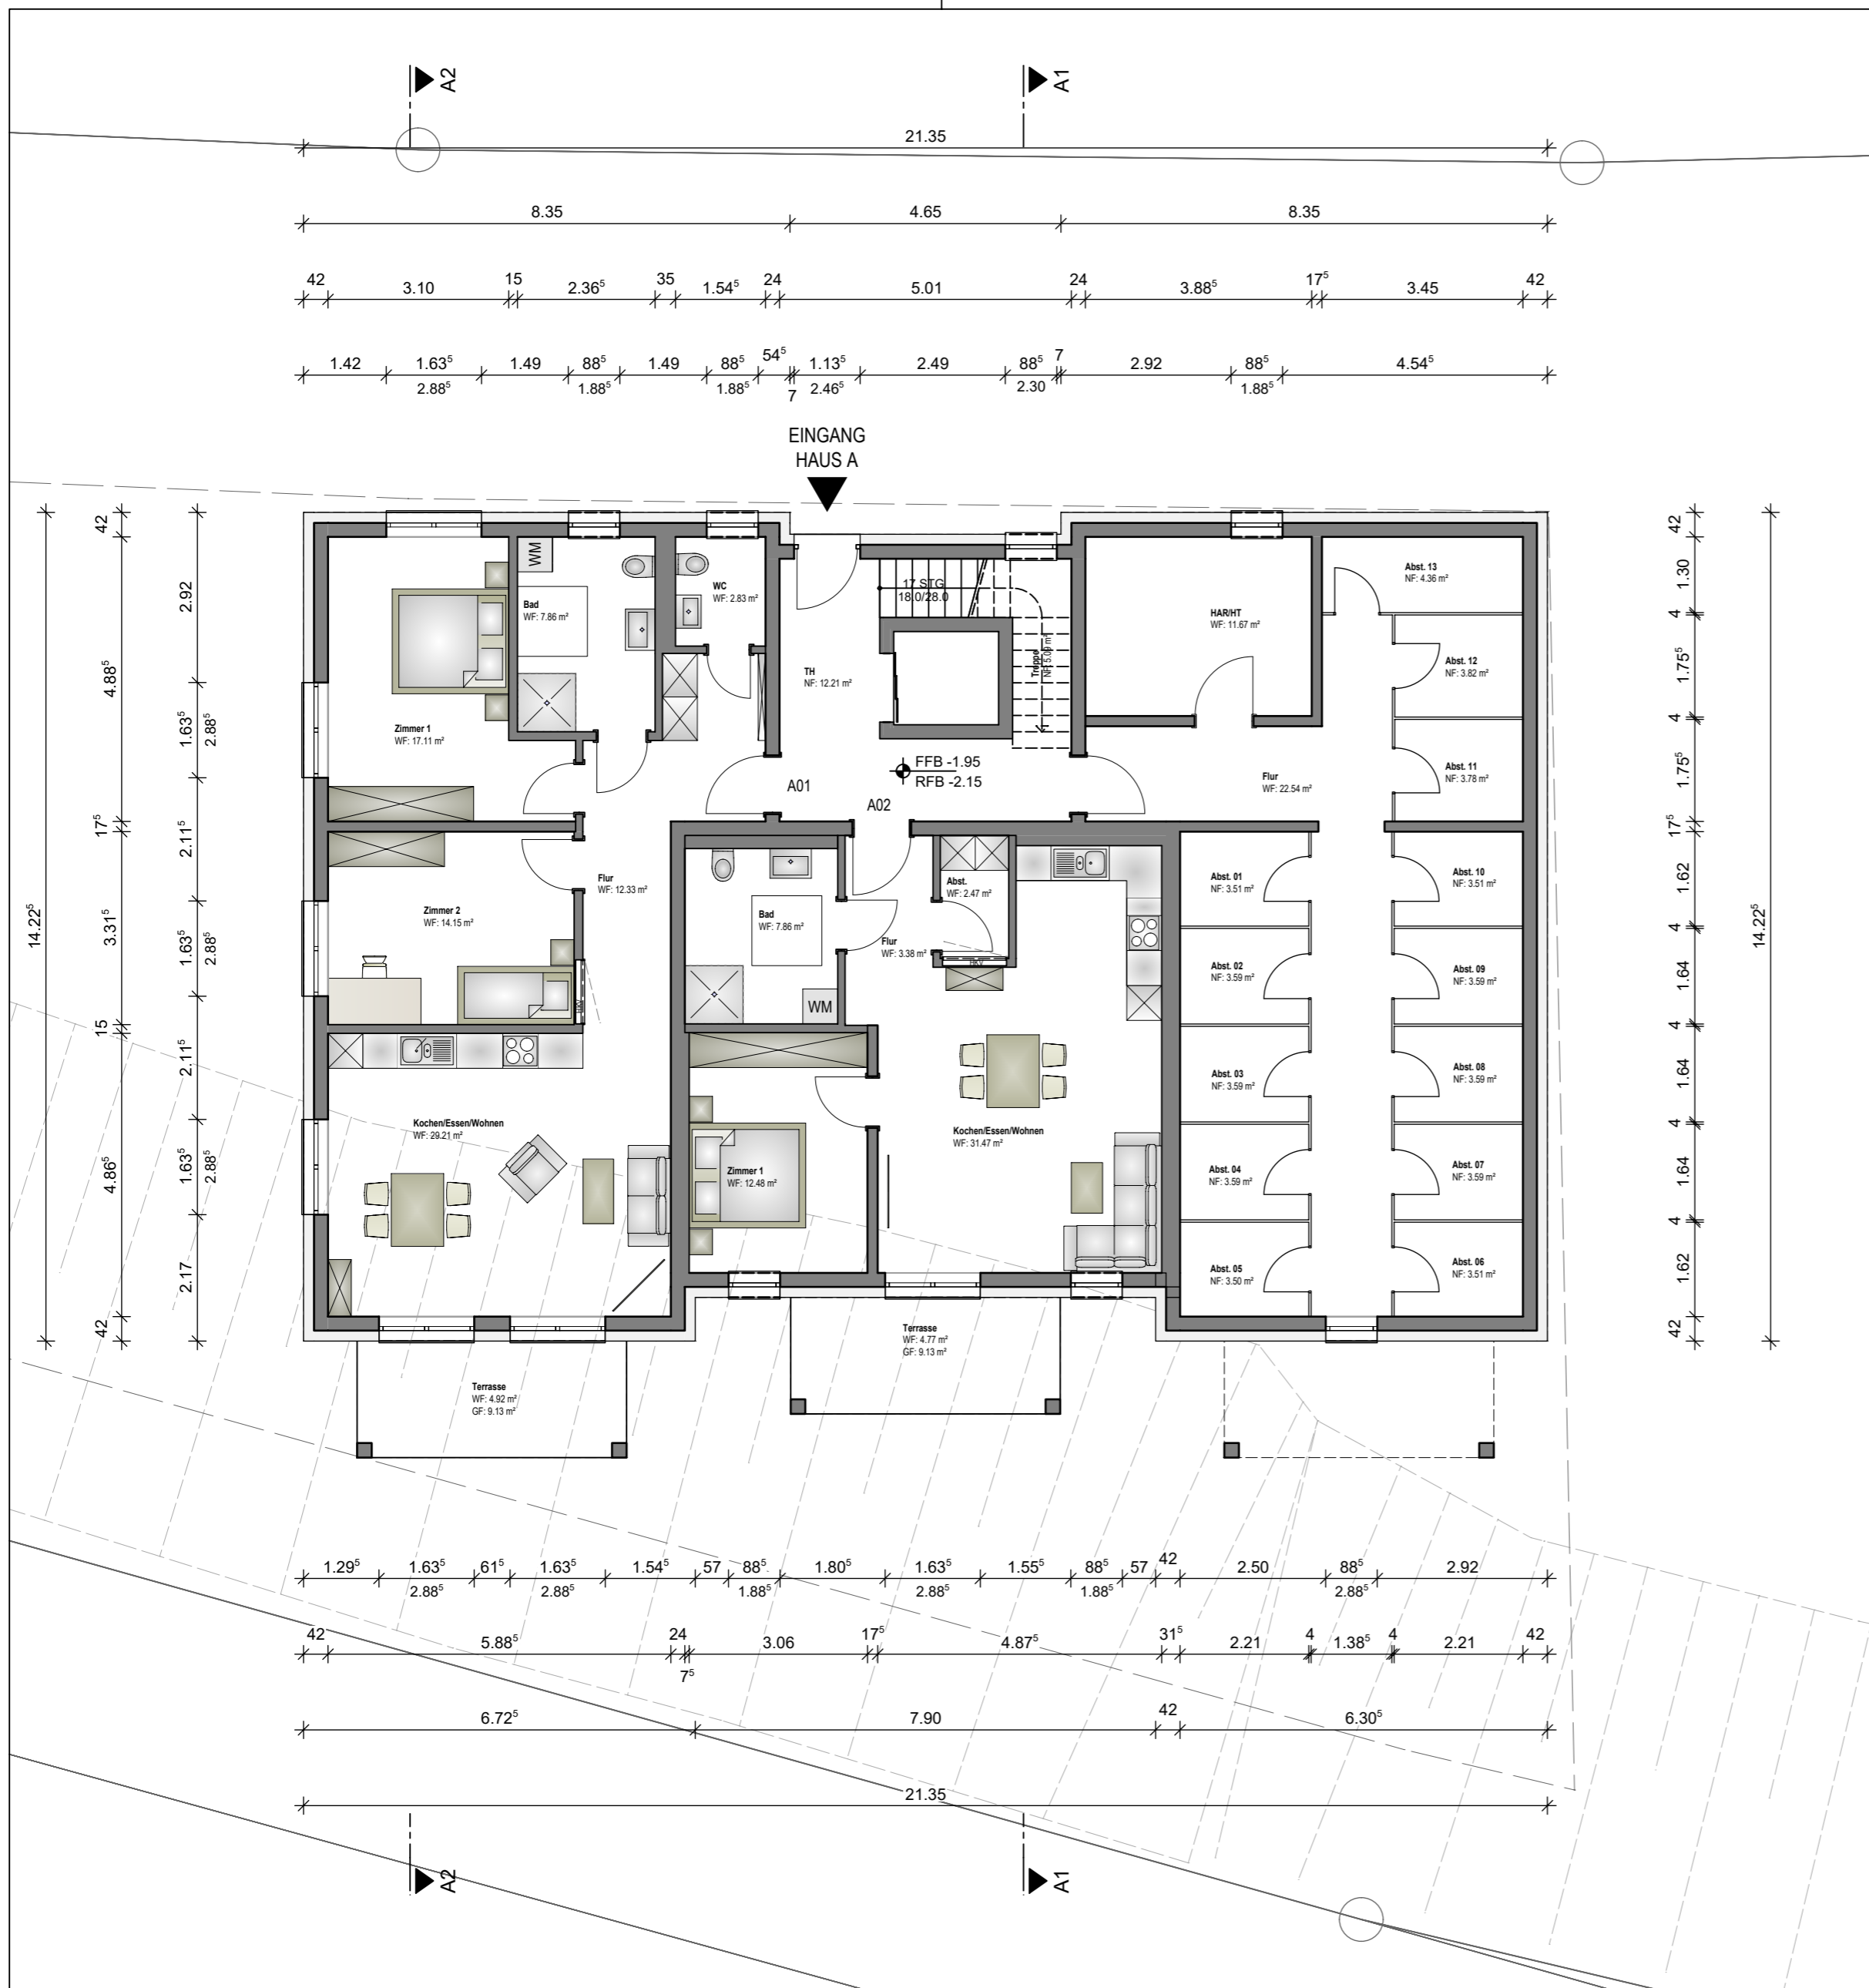 A2
A1
21.35
8.35
4.65
8.35
42
3.10
15
2.36⁵
35
1.54⁵
24
5.01
24
3.88⁵
17⁵
3.45
42
1.42
1.63⁵
2.88⁵
1.49
88⁵
1.88⁵
1.49
88⁵
1.88⁵
54⁵
7
1.13⁵
2.46⁵
2.49
88⁵
2.30
7
2.92
88⁵
1.88⁵
4.54⁵
EINGANG
HAUS A
14.22⁵
42
4.88⁵
17⁵
3.31⁵
15
4.86⁵
42
2.92
1.63⁵
2.88⁵
2.11⁵
1.63⁵
2.88⁵
2.11⁵
1.63⁵
2.88⁵
2.17
WM
Bad
WF: 7.86 m²
WC
WF: 2.83 m²
Zimmer 1
WF: 17.11 m²
TH
NF: 12.21 m²
17 STG
18.0/28.0
Treppe
NF: 5.09 m²
HAR/HT
WF: 11.67 m²
Abst. 13
NF: 4.36 m²
Abst. 12
NF: 3.82 m²
Abst. 11
NF: 3.78 m²
FFB -1.95
RFB -2.15
A01
A02
Flur
WF: 22.54 m²
Flur
WF: 12.33 m²
Zimmer 2
WF: 14.15 m²
HKV
Bad
WF: 7.86 m²
WM
Flur
WF: 3.38 m²
Abst.
WF: 2.47 m²
HKV
Abst. 01
NF: 3.51 m²
Abst. 10
NF: 3.51 m²
Abst. 02
NF: 3.59 m²
Abst. 09
NF: 3.59 m²
Abst. 03
NF: 3.59 m²
Abst. 08
NF: 3.59 m²
Abst. 04
NF: 3.59 m²
Abst. 07
NF: 3.59 m²
Abst. 05
NF: 3.50 m²
Abst. 06
NF: 3.51 m²
Kochen/Essen/Wohnen
WF: 29.21 m²
Kochen/Essen/Wohnen
WF: 31.47 m²
Zimmer 1
WF: 12.48 m²
Terrasse
WF: 4.77 m²
GF: 9.13 m²
Terrasse
WF: 4.92 m²
GF: 9.13 m²
42
1.30
4
1.75⁵
4
1.75⁵
17⁵
1.62
4
1.64
4
1.64
4
1.64
4
1.62
42
14.22⁵
1.29⁵
1.63⁵
2.88⁵
61⁵
1.63⁵
2.88⁵
1.54⁵
57
88⁵
1.88⁵
1.80⁵
1.63⁵
2.88⁵
1.55⁵
88⁵
1.88⁵
57
42
2.50
88⁵
2.88⁵
2.92
42
5.88⁵
24
7⁵
3.06
17⁵
4.87⁵
31⁵
2.21
4
1.38⁵
4
2.21
42
6.72⁵
7.90
42
6.30⁵
21.35
A2
A1